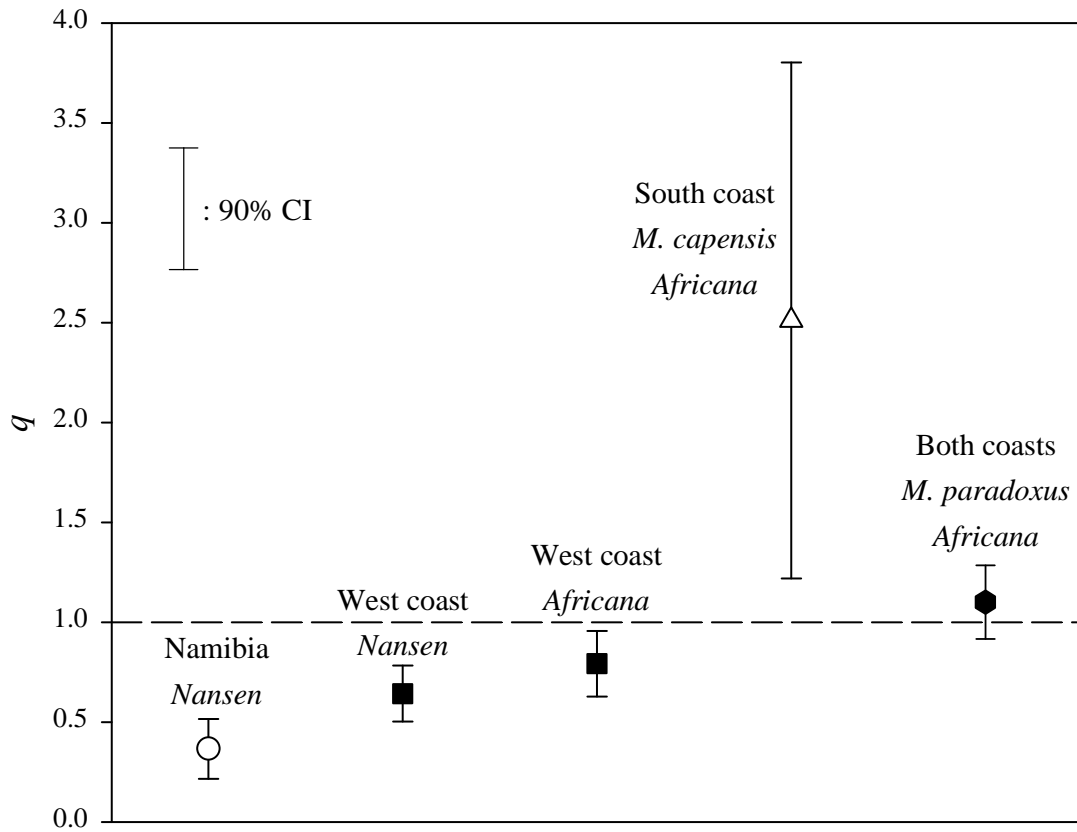 4.0
3.5
3.0
2.5
2.0
1.5
1.0
0.5
0.0
q
: 90% CI
Namibia
Nansen
West coast
Nansen
West coast
Africana
South coast
M. capensis
Africana
Both coasts
M. paradoxus
Africana